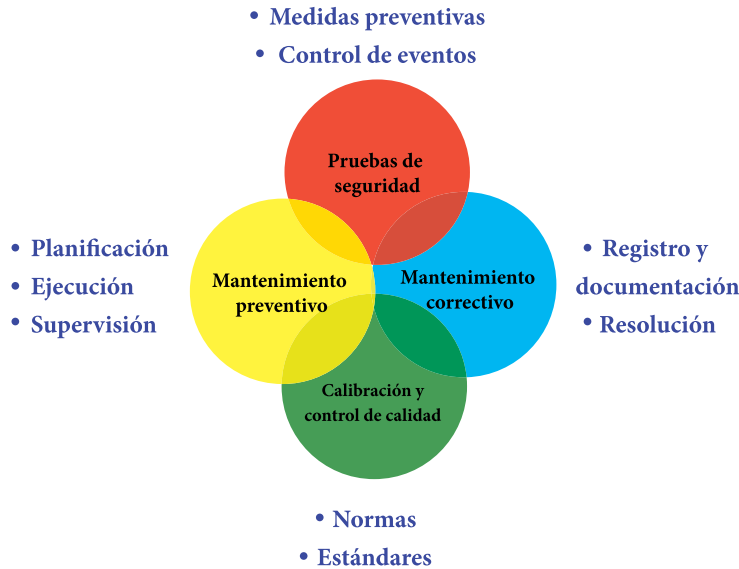 • Medidas preventivas
• Control de eventos
Pruebas de
seguridad
• Planificación
• Ejecución
• Supervisión
Mantenimiento
preventivo
Mantenimiento
correctivo
• Registro y
documentación
• Resolución
Calibración y
control de calidad
• Normas
• Estándares